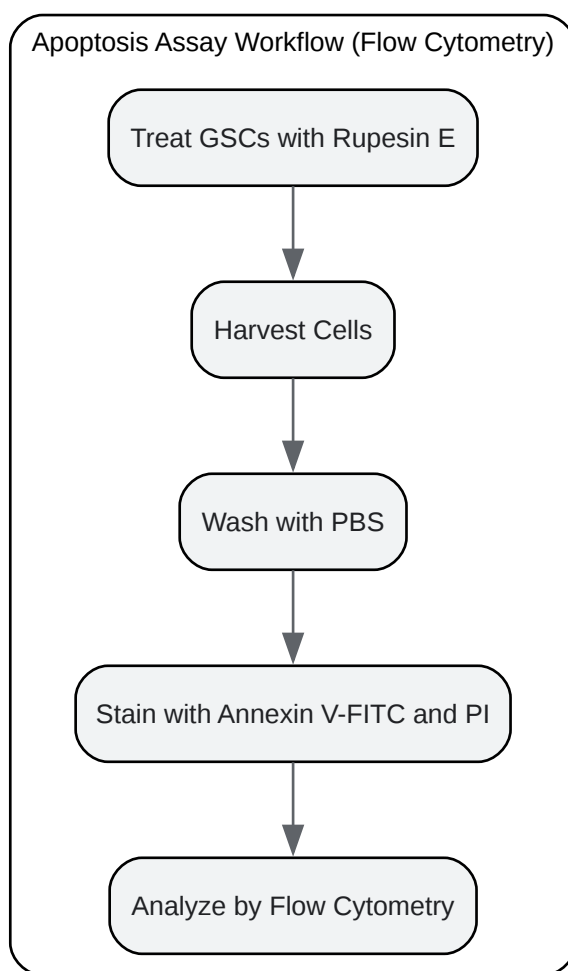 Apoptosis Assay Workflow (Flow Cytometry)
Treat GSCs with Rupesin E
Harvest Cells
Wash with PBS
Stain with Annexin V-FITC and PI
Analyze by Flow Cytometry